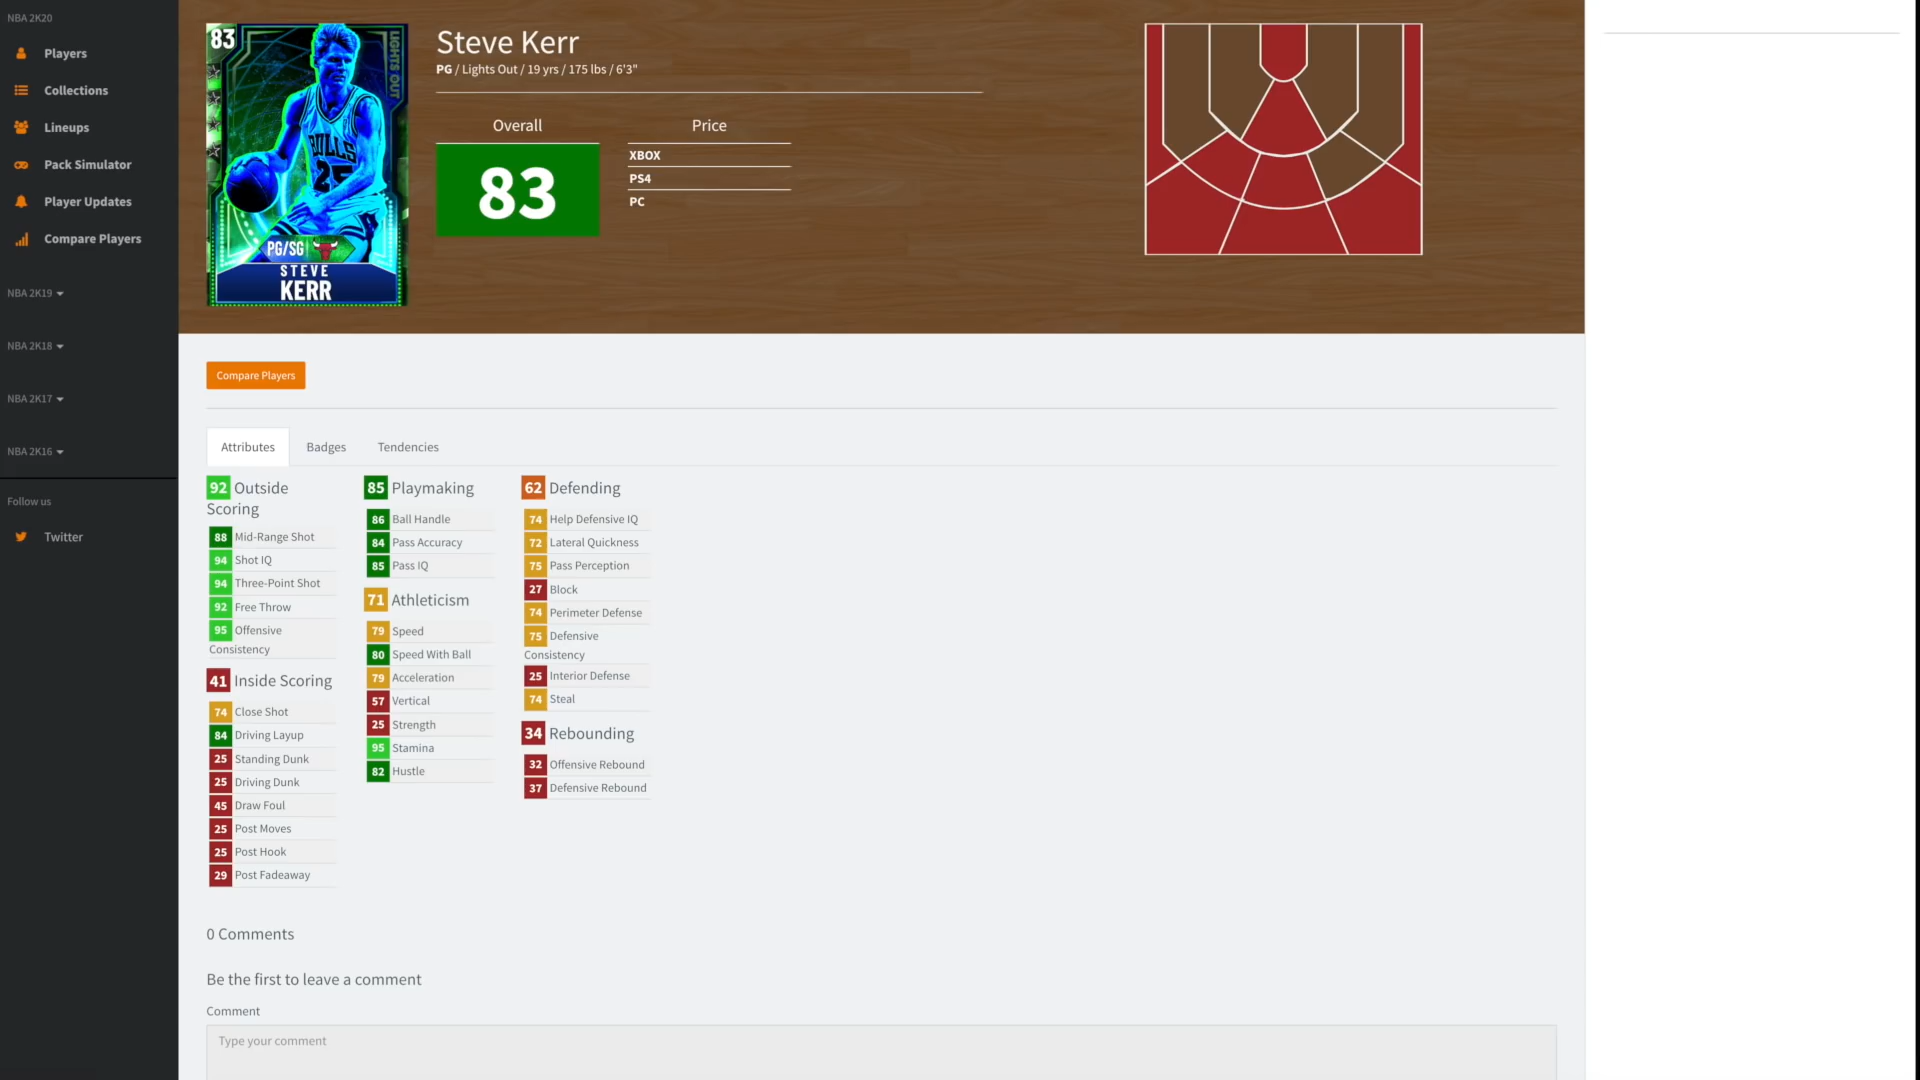 NBA 2K20
Players
Collections
Lineups
Pack Simulator
Player Updates
Compare Players
NBA 2K19
NBA 2K18
NBA 2K17
NBA 2K16
Follow us
Twitter
83
LIGHTS OUT
BULLS
25
PG/SG
STEVE
KERR
Steve Kerr
PG / Lights Out / 19 yrs / 175 lbs / 6'3"
Overall
83
Price
XBOX
PS4
PC
Compare Players
Attributes
Badges
Tendencies
92 Outside
Scoring
88 Mid-Range Shot
94 Shot IQ
94 Three-Point Shot
92 Free Throw
95 Offensive
Consistency
41 Inside Scoring
74 Close Shot
84 Driving Layup
25 Standing Dunk
25 Driving Dunk
45 Draw Foul
25 Post Moves
25 Post Hook
29 Post Fadeaway
85 Playmaking
86 Ball Handle
84 Pass Accuracy
85 Pass IQ
71 Athleticism
79 Speed
80 Speed With Ball
79 Acceleration
57 Vertical
25 Strength
95 Stamina
82 Hustle
62 Defending
74 Help Defensive IQ
72 Lateral Quickness
75 Pass Perception
27 Block
74 Perimeter Defense
75 Defensive
Consistency
25 Interior Defense
74 Steal
34 Rebounding
32 Offensive Rebound
37 Defensive Rebound
0 Comments
Be the first to leave a comment
Comment
Type your comment